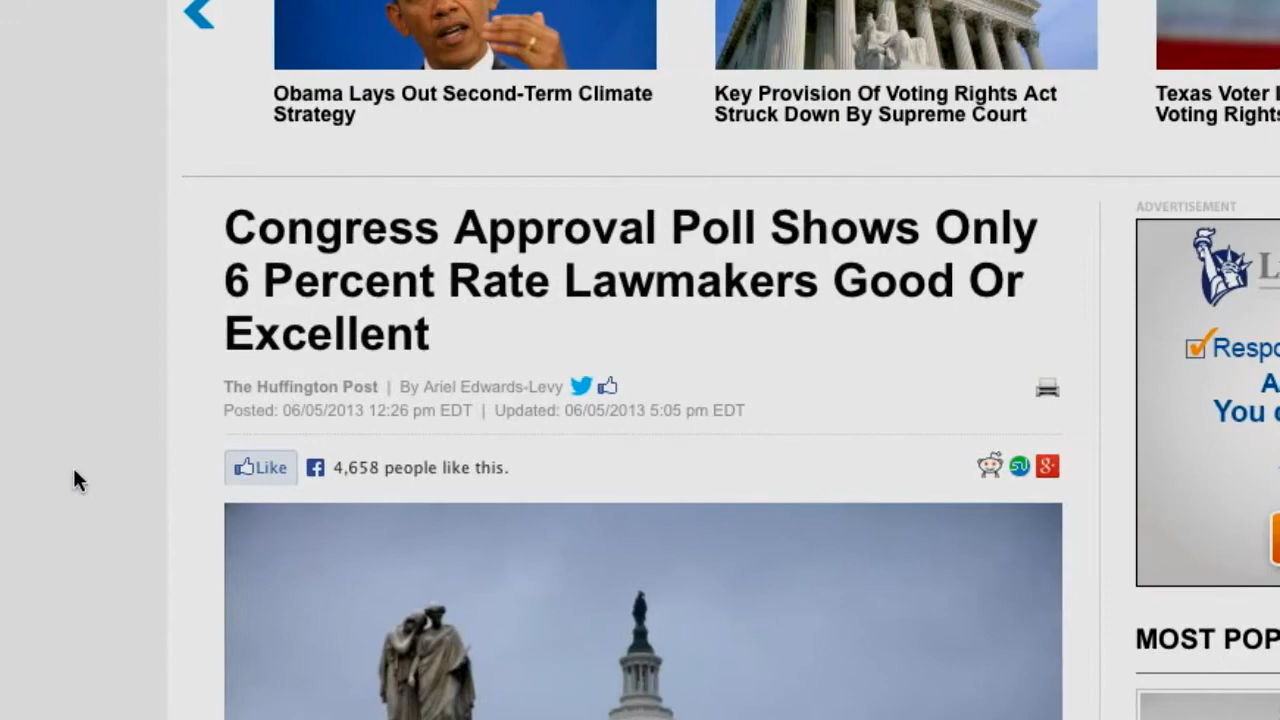 Obama Lays Out Second-Term Climate
Strategy
Key Provision Of Voting Rights Act
Struck Down By Supreme Court
Texas Voter
Voting Rights
Congress Approval Poll Shows Only
6 Percent Rate Lawmakers Good Or
Excellent
The Huffington Post | By Ariel Edwards-Levy
Posted: 06/05/2013 12:26 pm EDT | Updated: 06/05/2013 5:05 pm EDT
Like 4,658 people like this.
ADVERTISEMENT
You
MOST